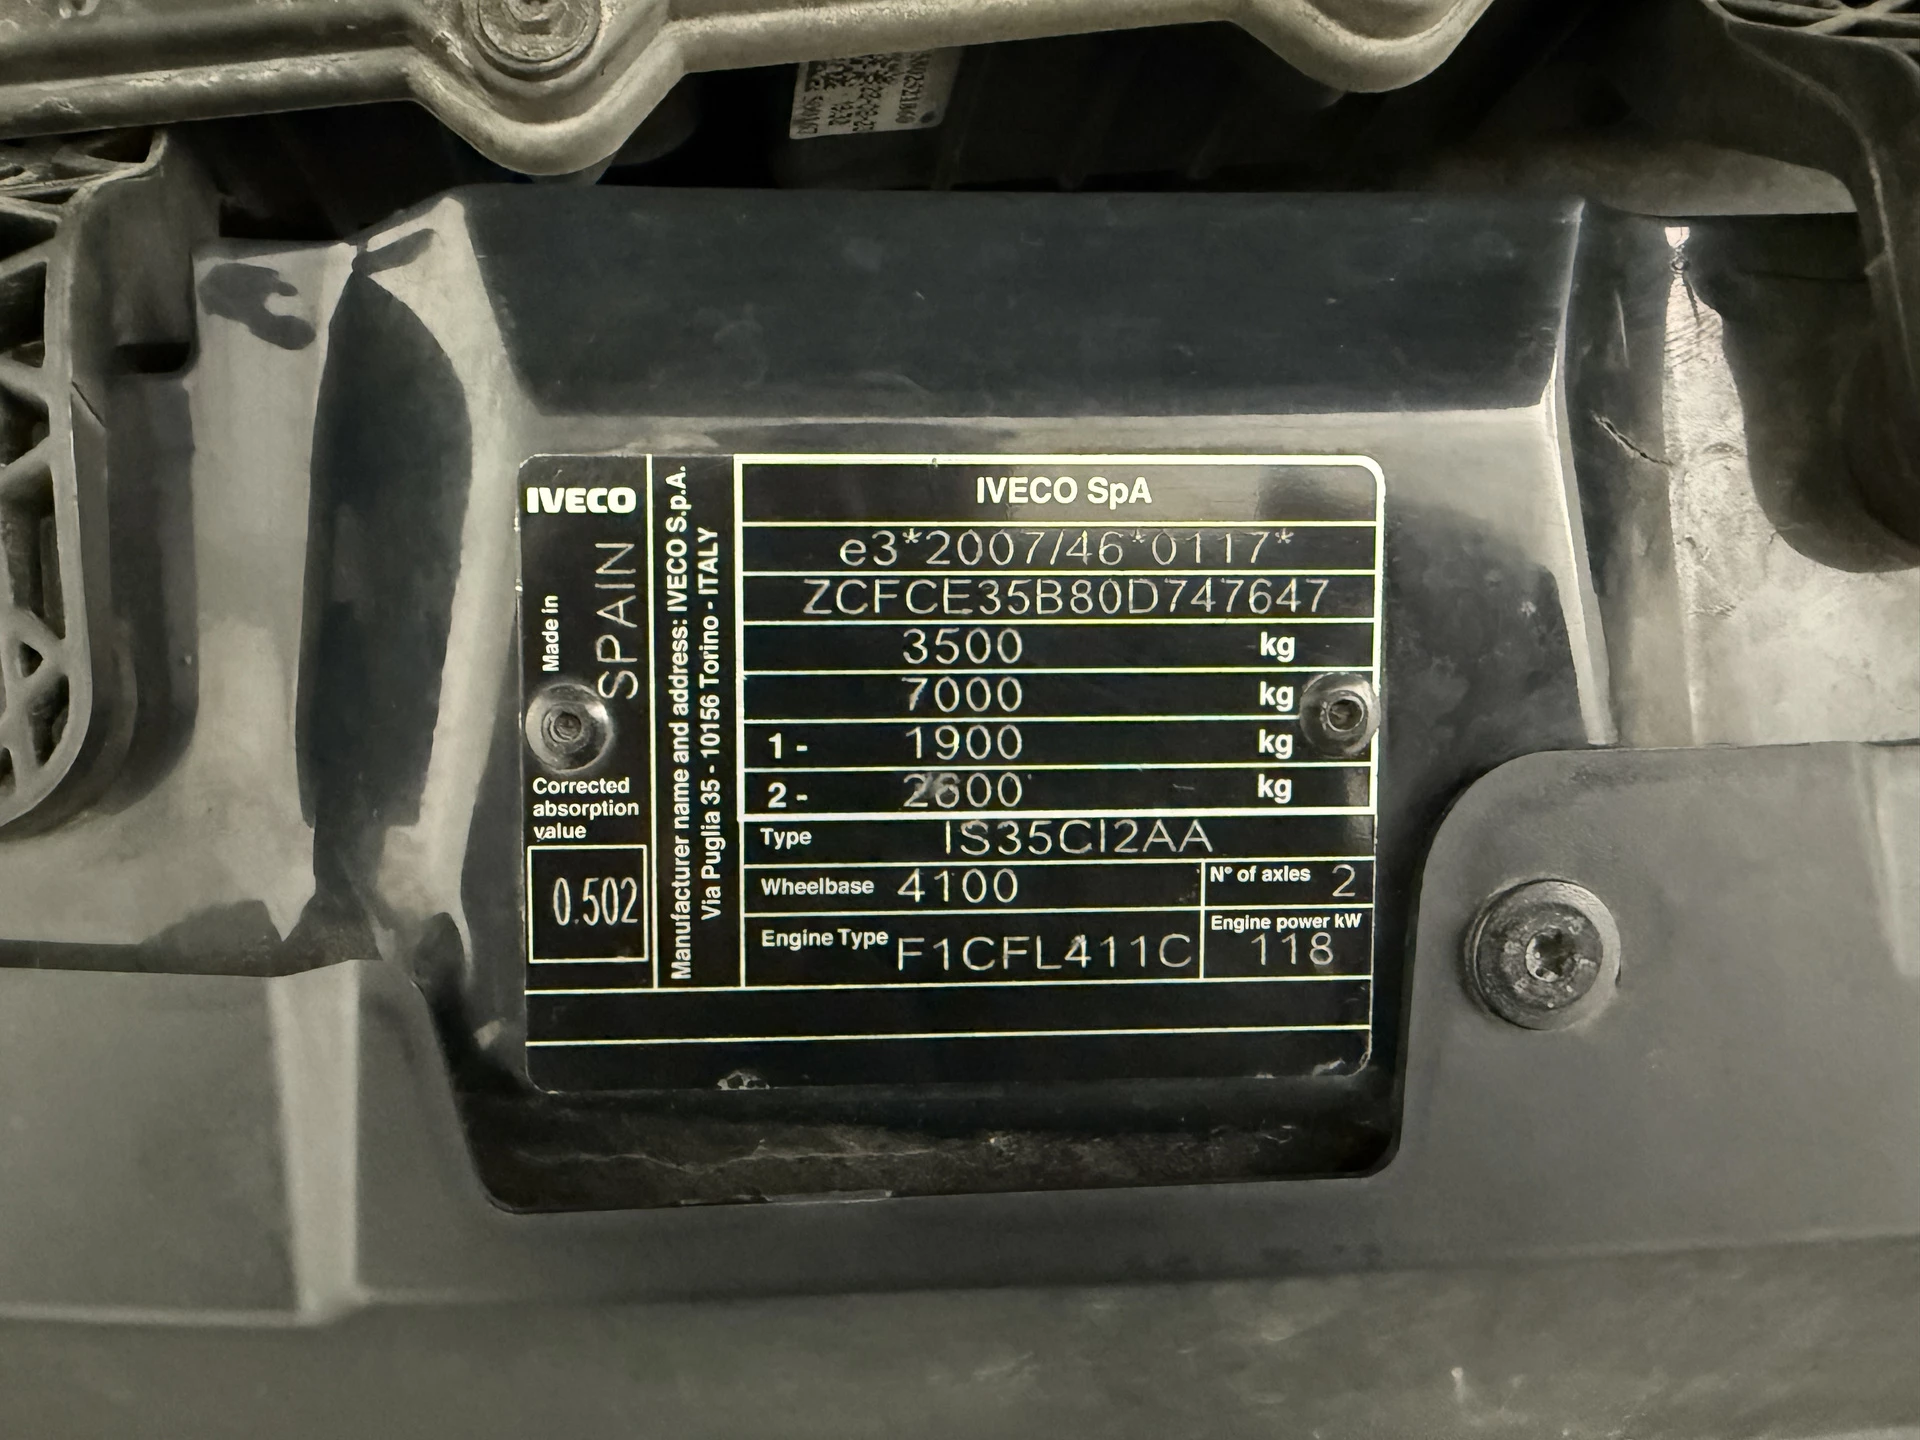 IVECO
Made in SPAIN
Corrected
absorption
value
0.502
Manufacturer name and address: IVECO S.p.A.
Via Puglia 35 - 10156 Torino - ITALY
IVECO SpA
e3*2007/46*0117*
ZCFCE35B80D747647
3500 kg
7000 kg
1- 1900 kg
2- 2600 kg
Type IS35CI2AA
Wheelbase 4100 N° of axles 2
Engine Type F1CFL411C Engine power kW 118